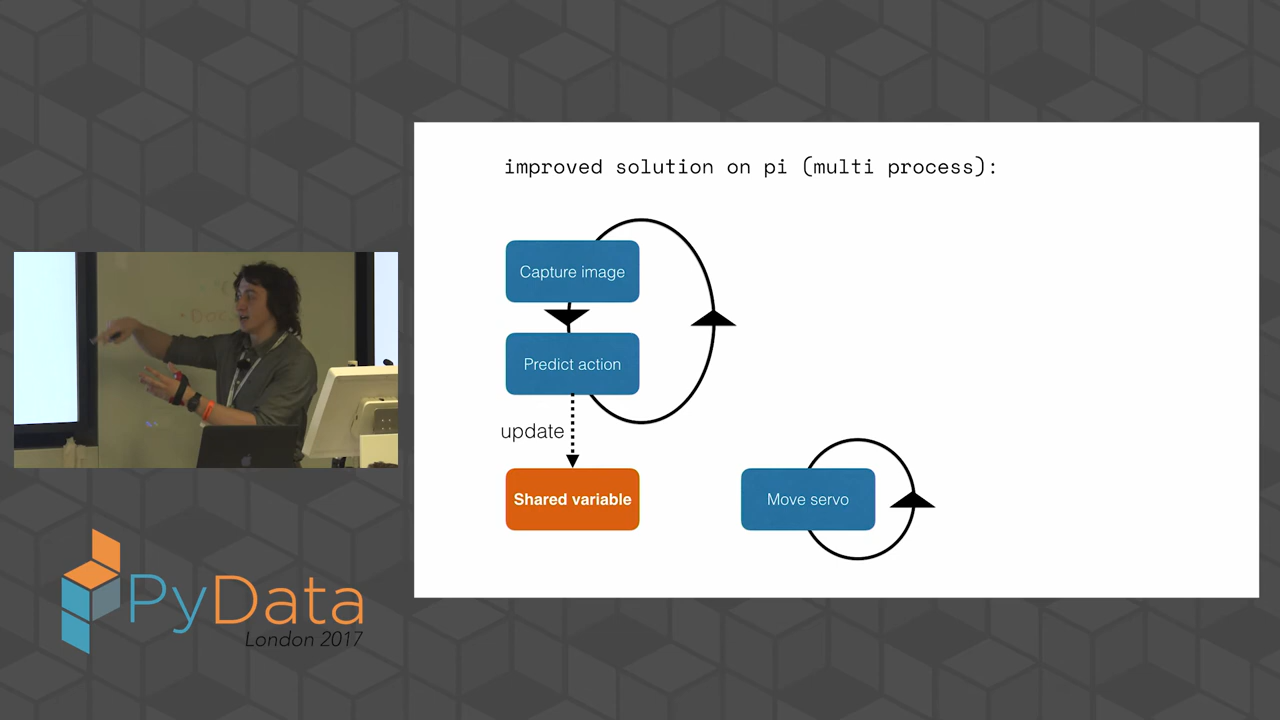 improved solution on pi (multi process):
Capture image
Predict action
update
Shared variable
Move servo
PyData
London 2017